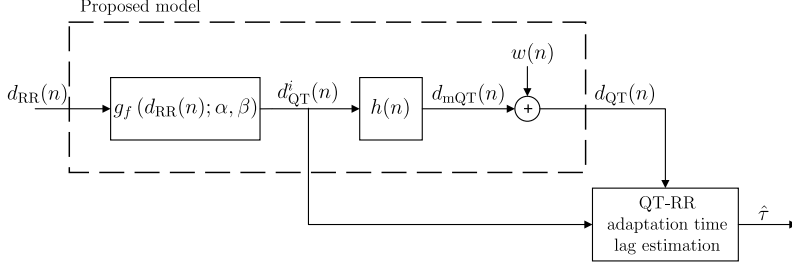 Proposed model
d_RR(n)
g_f (d_RR(n); α, β)
d^i_QT(n)
h(n)
d_mQT(n)
w(n)
+
d_QT(n)
QT-RR
adaptation time
lag estimation
τ̂